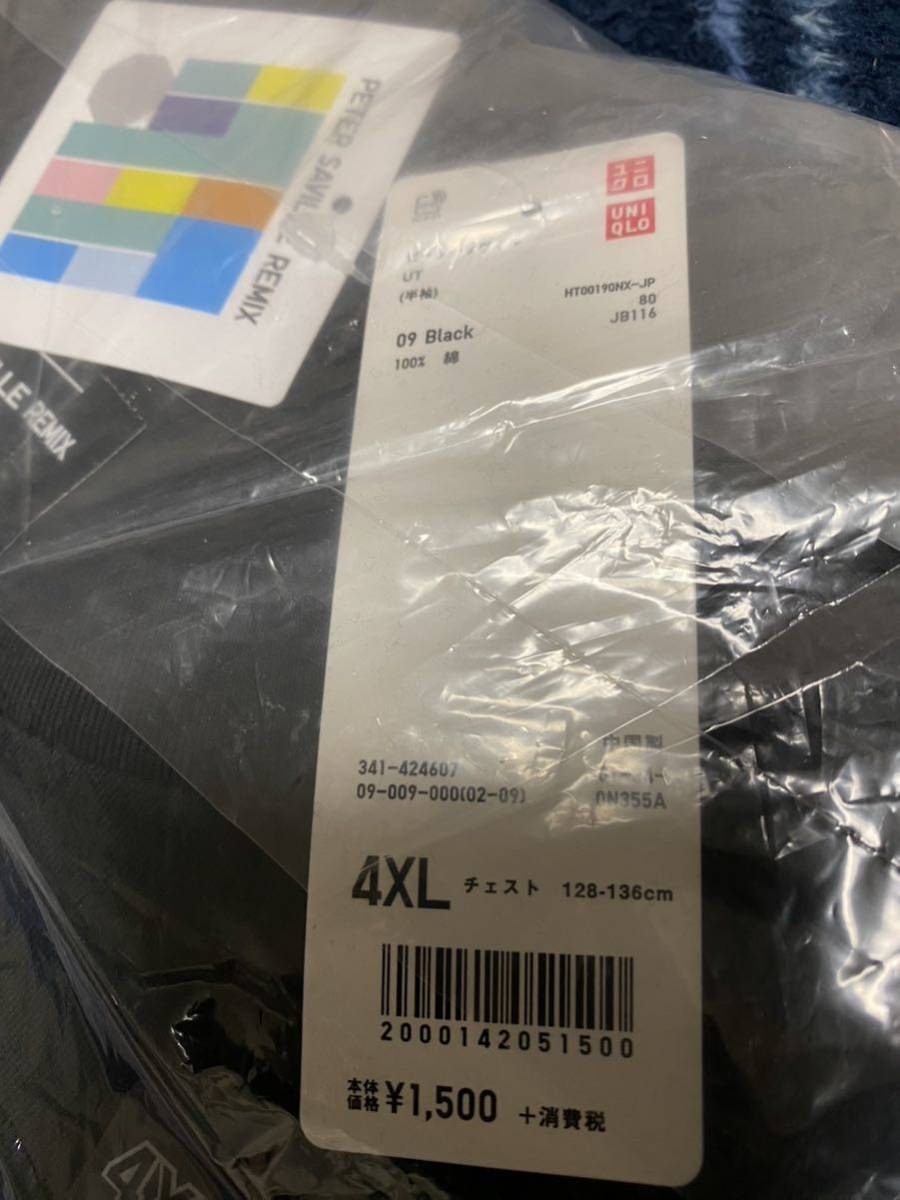 PETER SAVILLE REMIX
LLE REMIX
ユニ
クロ
UNI
QLO
UT
(半袖)
HT00190NX-JP
80
JB116
09 Black
100% 綿
中国製
341-424607
09-009-000(02-09)
0N355A
4XL チェスト 128-136cm
2000142051500
本体
価格 ¥1,500 +消費税